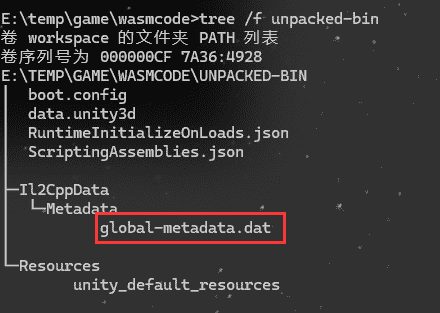 E:\temp\game\wasmcode>tree /f unpacked-bin
卷 workspace 的文件夹 PATH 列表
卷序列号为 000000CF 7A36:4928
E:\TEMP\GAME\WASMCODE\UNPACKED-BIN
│  boot.config
│  data.unity3d
│  RuntimeInitializeOnLoads.json
│  ScriptingAssemblies.json
│
├─Il2CppData
│  └─Metadata
│          global-metadata.dat
│
└─Resources
        unity_default_resources